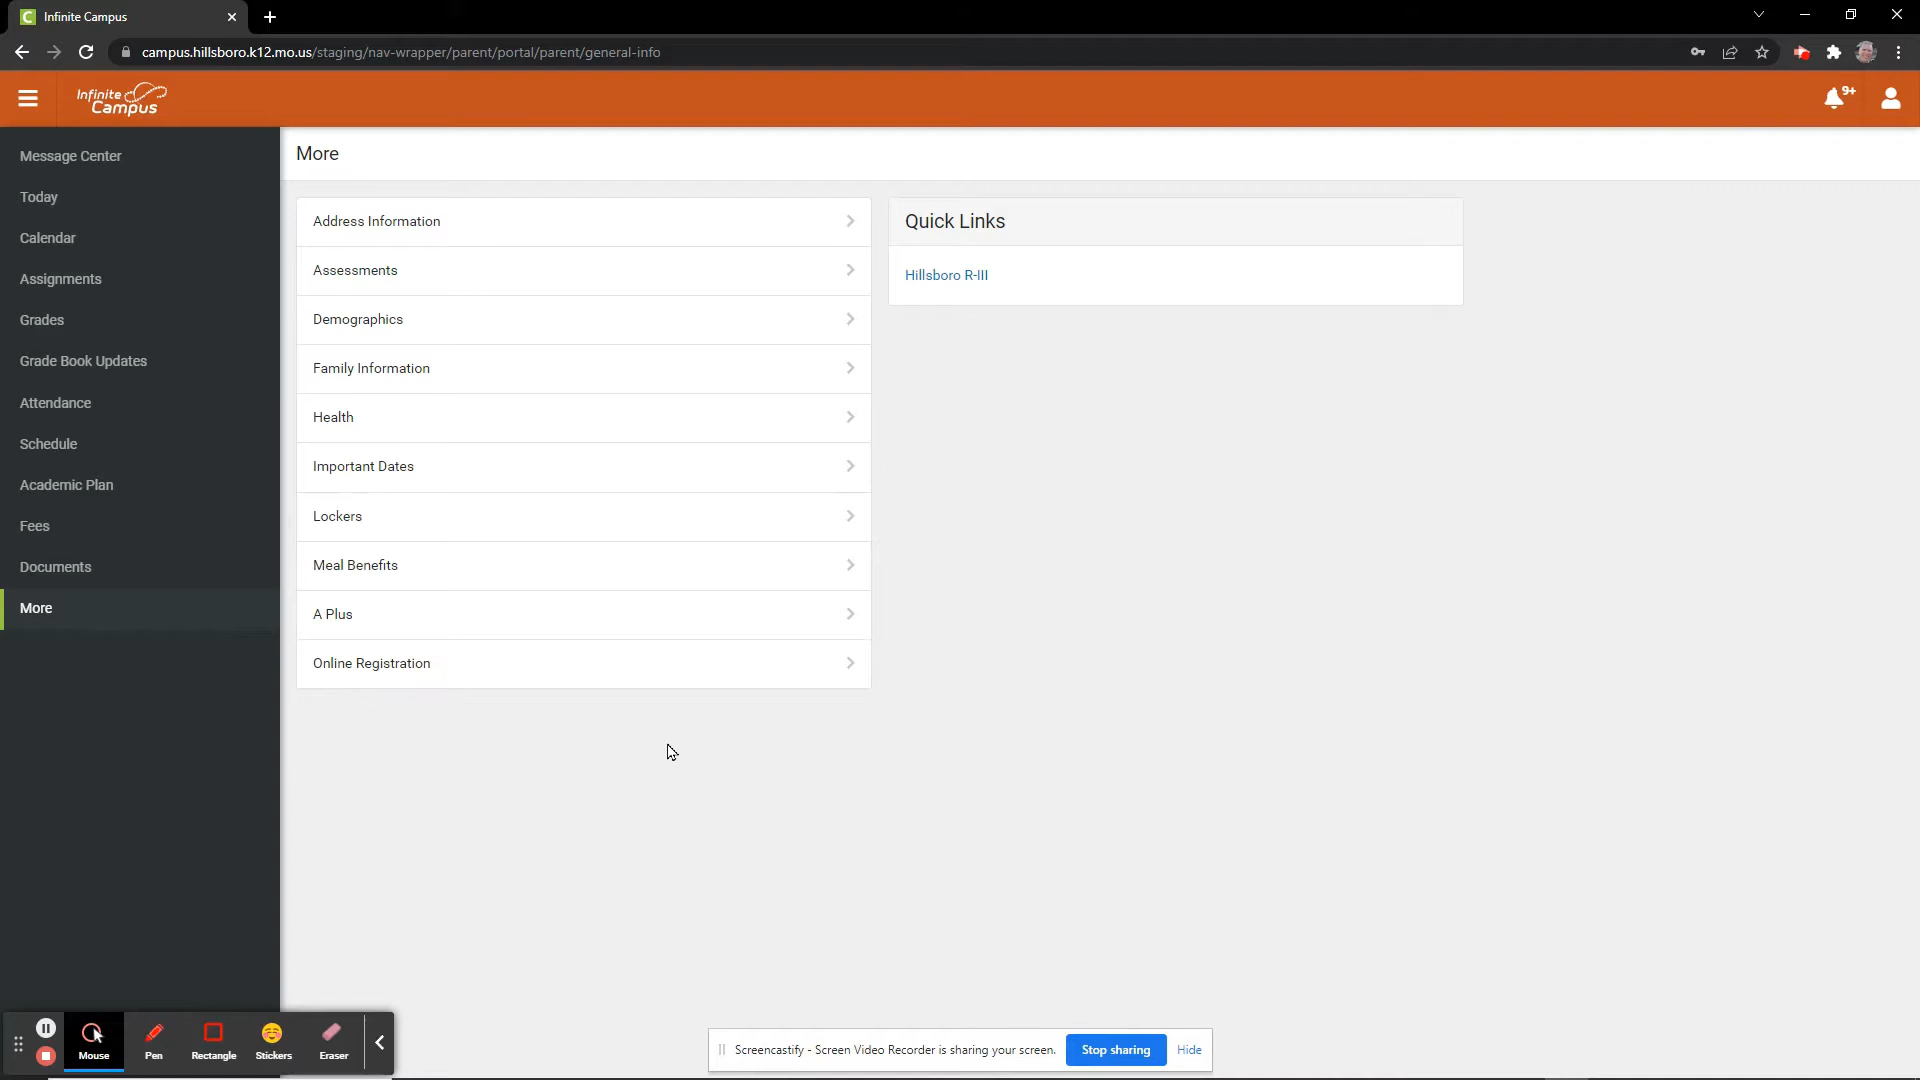 Infinite Campus
campus.hillsboro.k12.mo.us/staging/nav-wrapper/parent/portal/parent/general-info
Infinite
Campus
9+
Message Center
Today
Calendar
Assignments
Grades
Grade Book Updates
Attendance
Schedule
Academic Plan
Fees
Documents
More
More
Address Information
Assessments
Demographics
Family Information
Health
Important Dates
Lockers
Meal Benefits
A Plus
Online Registration
Quick Links
Hillsboro R-III
Mouse
Pen
Rectangle
Stickers
Eraser
Screencastify - Screen Video Recorder is sharing your screen.
Stop sharing
Hide